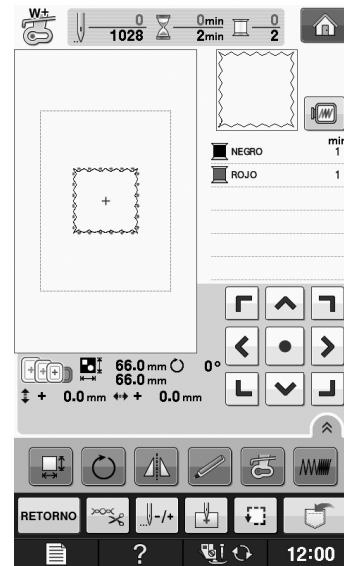 W+ 0 0min 0
1028 2min 2
min
NEGRO 1
ROJO 1
66.0 mm 0°
66.0 mm
+ 0.0 mm + 0.0 mm
RETORNO -/+
? 12:00